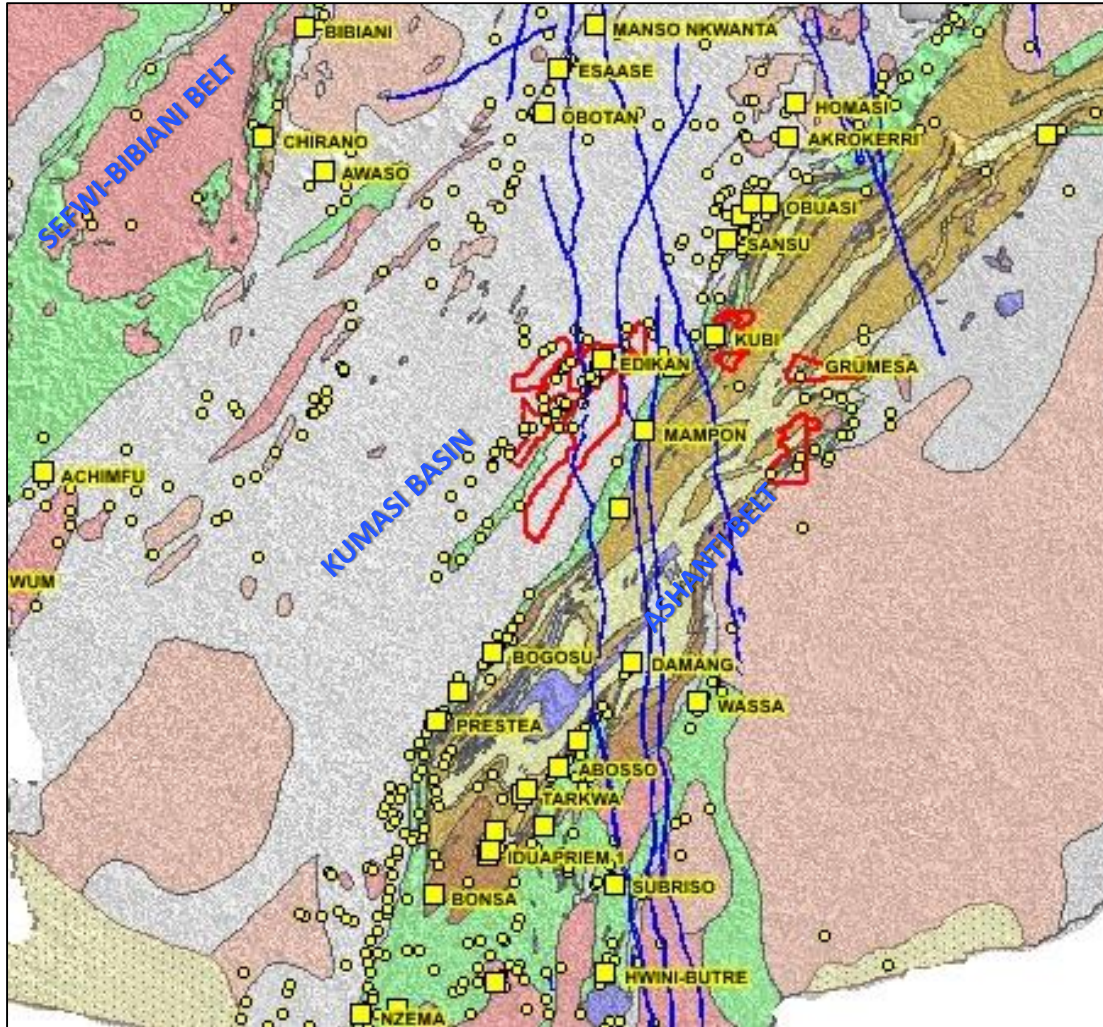 BIBIANI
MANSO NKWANTA
ESAASE
OBOTAN
HOMASI
CHIRANO
AKROKERRI
AWASO
SEFWI-BIBIANI BELT
OBUASI
SANSU
KUBI
EDIKAN
GRUMESA
MAMPON
ACHIMFU
KUMASI BASIN
ASHANTI BELT
WUM
BOGOSU
DAMANG
WASSA
PRESTEA
ABOSSO
TARKWA
IDUAPRIEM 1
SUBRISO
BONSA
HWINI-BUTRE
NZEMA